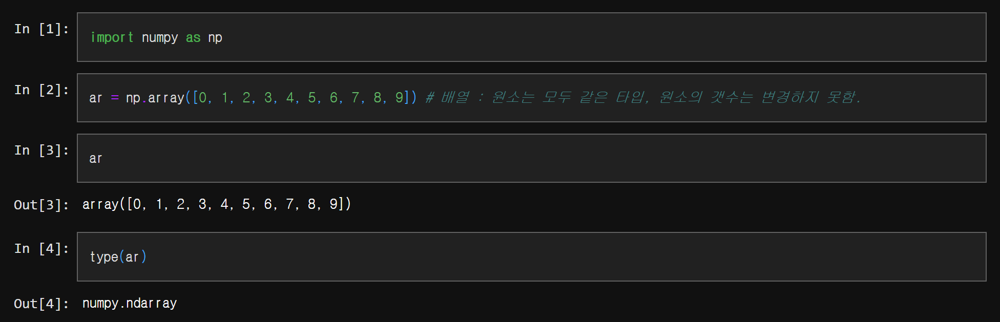 In [1]:
import numpy as np
In [2]:
ar = np.array([0, 1, 2, 3, 4, 5, 6, 7, 8, 9]) # 배열 : 원소는 모두 같은 타입, 원소의 갯수는 변경하지 못함.
In [3]:
ar
Out[3]:
array([0, 1, 2, 3, 4, 5, 6, 7, 8, 9])
In [4]:
type(ar)
Out[4]:
numpy.ndarray